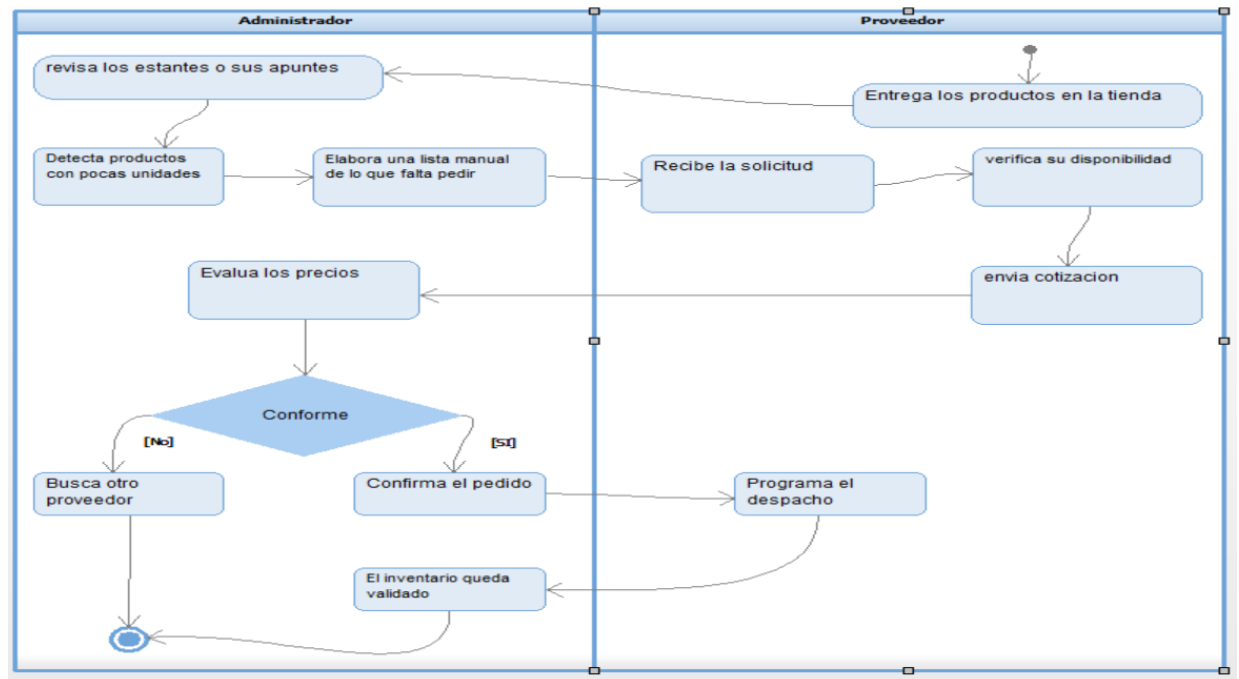 Administrador
Proveedor
revisa los estantes o sus apuntes
Entrega los productos en la tienda
Detecta productos
con pocas unidades
Elabora una lista manual
de lo que falta pedir
Recibe la solicitud
verifica su disponibilidad
Evalua los precios
envia cotizacion
Conforme
[No]
[SI]
Busca otro
proveedor
Confirma el pedido
Programa el
despacho
El inventario queda
validado